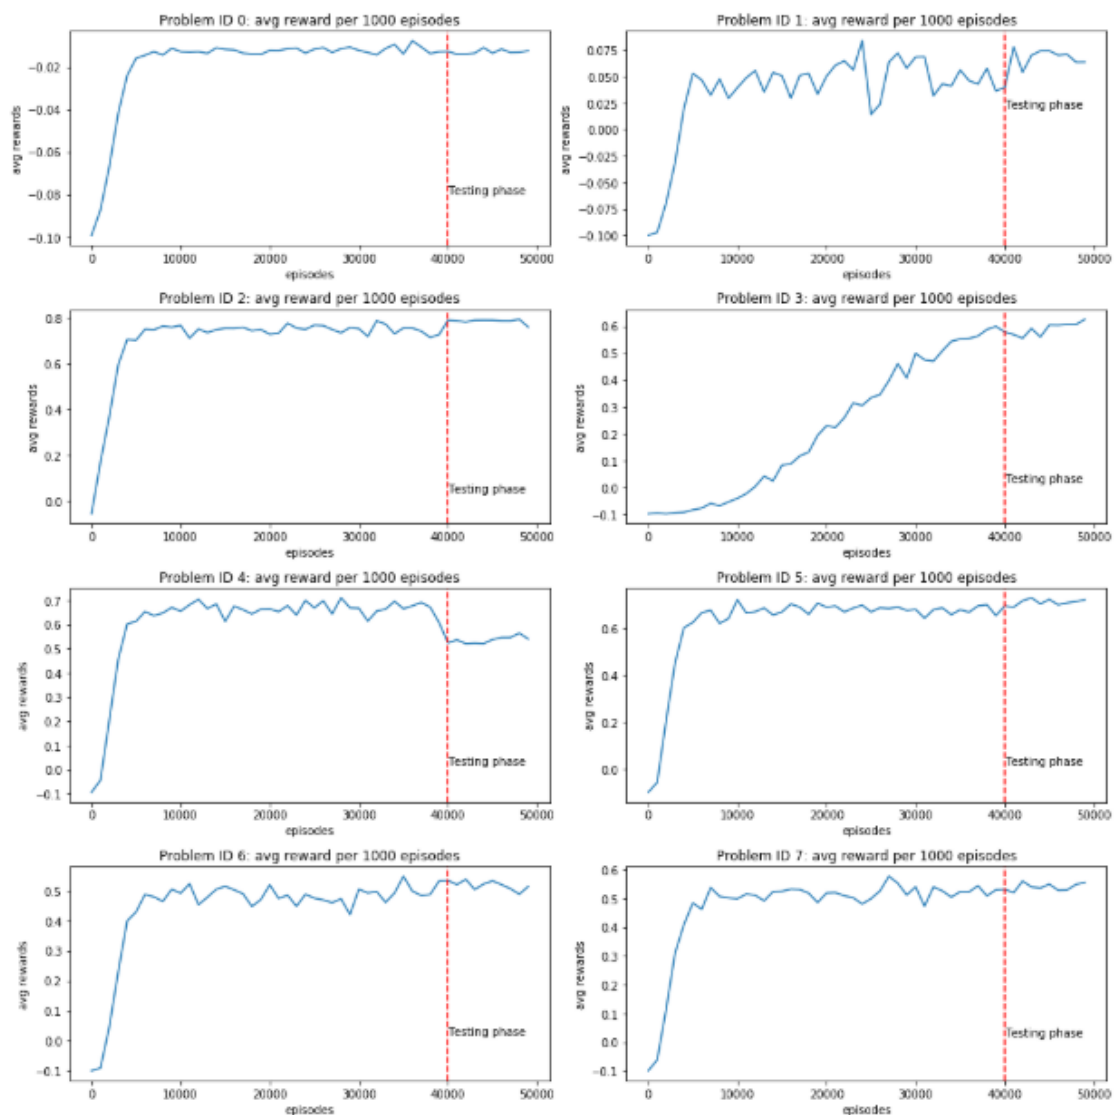 Problem ID 0: avg reward per 1000 episodes
−0.02
−0.04
−0.06
−0.08
−0.10
avg rewards
Testing phase
0 10000 20000 30000 40000 50000
episodes
Problem ID 1: avg reward per 1000 episodes
0.075
0.050
0.025
0.000
−0.025
−0.050
−0.075
−0.100
avg rewards
Testing phase
0 10000 20000 30000 40000 50000
episodes
Problem ID 2: avg reward per 1000 episodes
0.8
0.6
0.4
0.2
0.0
avg rewards
Testing phase
0 10000 20000 30000 40000 50000
episodes
Problem ID 3: avg reward per 1000 episodes
0.6
0.5
0.4
0.3
0.2
0.1
0.0
−0.1
avg rewards
Testing phase
0 10000 20000 30000 40000 50000
episodes
Problem ID 4: avg reward per 1000 episodes
0.7
0.6
0.5
0.4
0.3
0.2
0.1
0.0
−0.1
avg rewards
Testing phase
0 10000 20000 30000 40000 50000
episodes
Problem ID 5: avg reward per 1000 episodes
0.6
0.4
0.2
0.0
avg rewards
Testing phase
0 10000 20000 30000 40000 50000
episodes
Problem ID 6: avg reward per 1000 episodes
0.5
0.4
0.3
0.2
0.1
0.0
−0.1
avg rewards
Testing phase
0 10000 20000 30000 40000 50000
episodes
Problem ID 7: avg reward per 1000 episodes
0.6
0.5
0.4
0.3
0.2
0.1
0.0
−0.1
avg rewards
Testing phase
0 10000 20000 30000 40000 50000
episodes